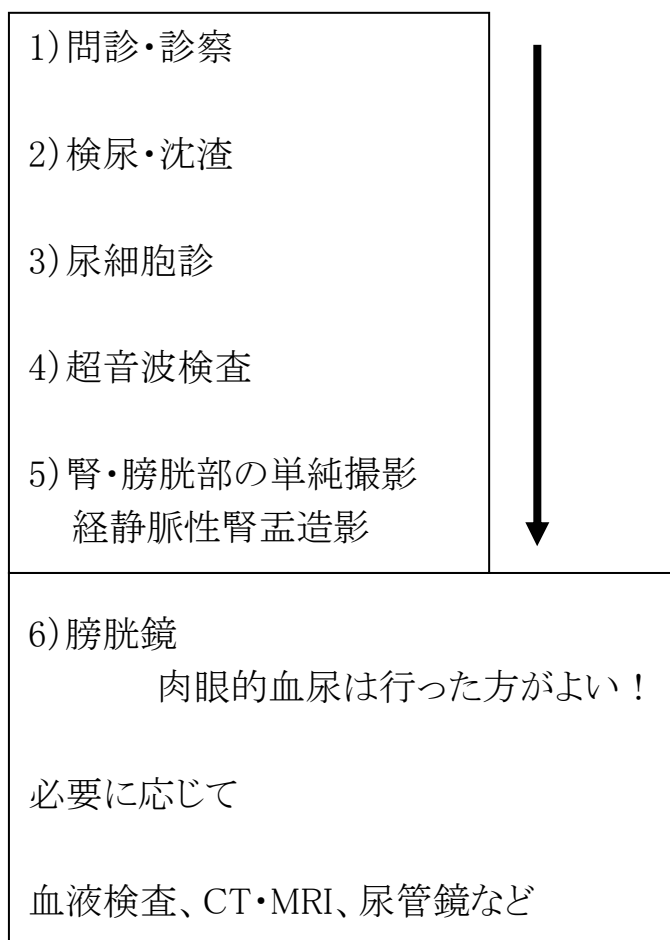 1)問診・診察
2)検尿・沈渣
3)尿細胞診
4)超音波検査
5)腎・膀胱部の単純撮影
経静脈性腎盂造影
6)膀胱鏡
肉眼的血尿は行った方がよい!
必要に応じて
血液検査、CT・MRI、尿管鏡など